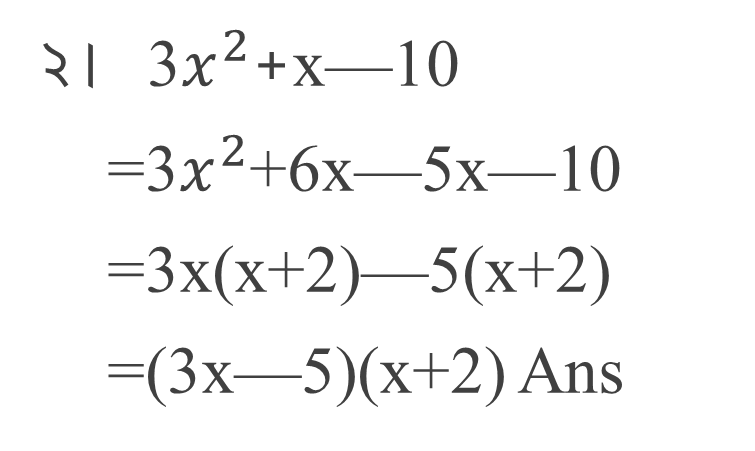 ২। 3x²+x—10
=3x²+6x—5x—10
=3x(x+2)—5(x+2)
=(3x—5)(x+2) Ans